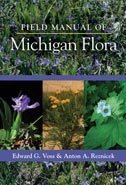 FIELD MANUAL OF
Michigan Flora
Edward G. Voss & Anton A. Reznicek